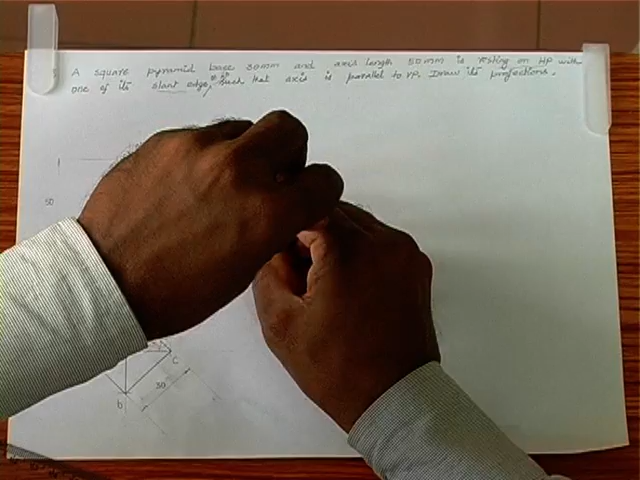 A square pyramid base 30mm and axis length 50mm is resting on HP with
one of its slant edge, such that axis is parallel to VP. Draw its projections.
50
c
30
b